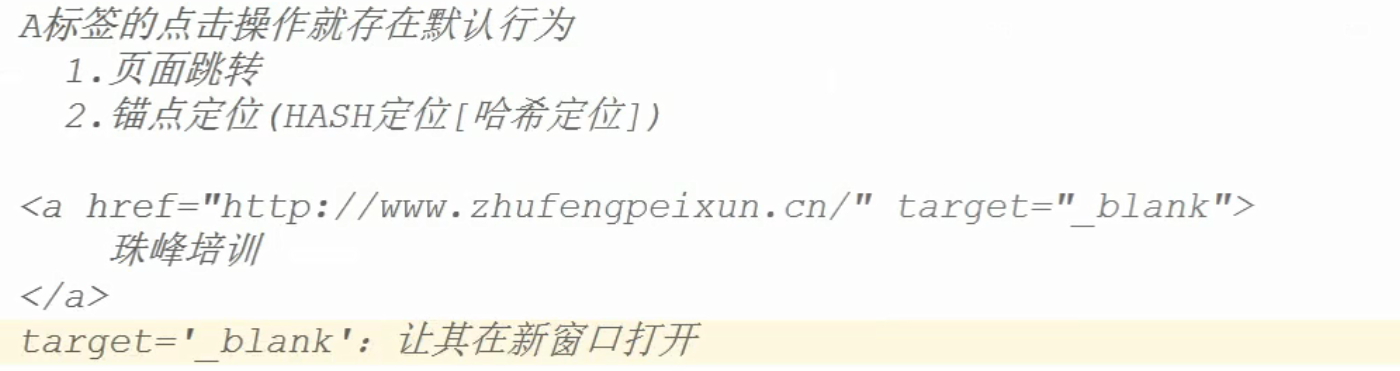 A标签的点击操作就存在默认行为
1.页面跳转
2.锚点定位(HASH定位[哈希定位])
<a href="http://www.zhufengpeixun.cn/" target="_blank">
珠峰培训
</a>
target='_blank': 让其在新窗口打开